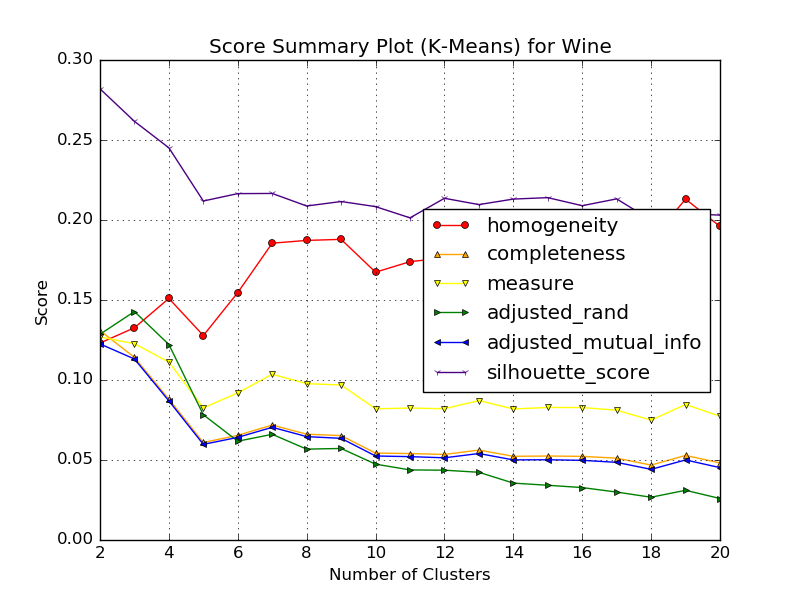 Score Summary Plot (K-Means) for Wine
0.30
0.25
0.20
0.15
0.10
0.05
0.00
Score
homogeneity
completeness
measure
adjusted_rand
adjusted_mutual_info
silhouette_score
2 4 6 8 10 12 14 16 18 20
Number of Clusters